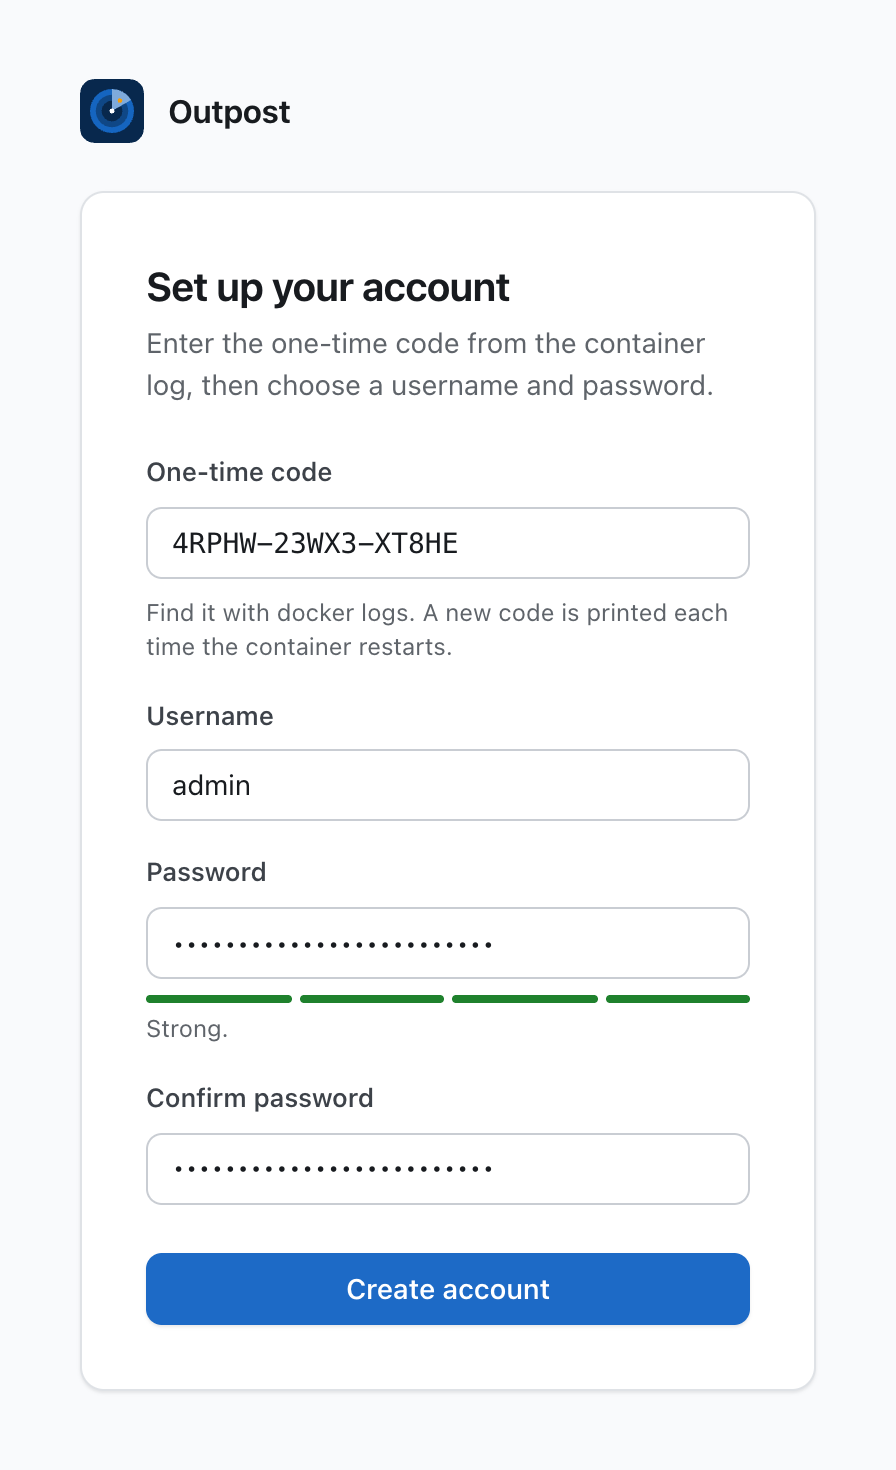 Outpost
Set up your account
Enter the one-time code from the container
log, then choose a username and password.
One-time code
4RPHW–23WX3–XT8HE
Find it with docker logs. A new code is printed each
time the container restarts.
Username
admin
Password
•••••••••••••••••••••••••
Strong.
Confirm password
•••••••••••••••••••••••••
Create account